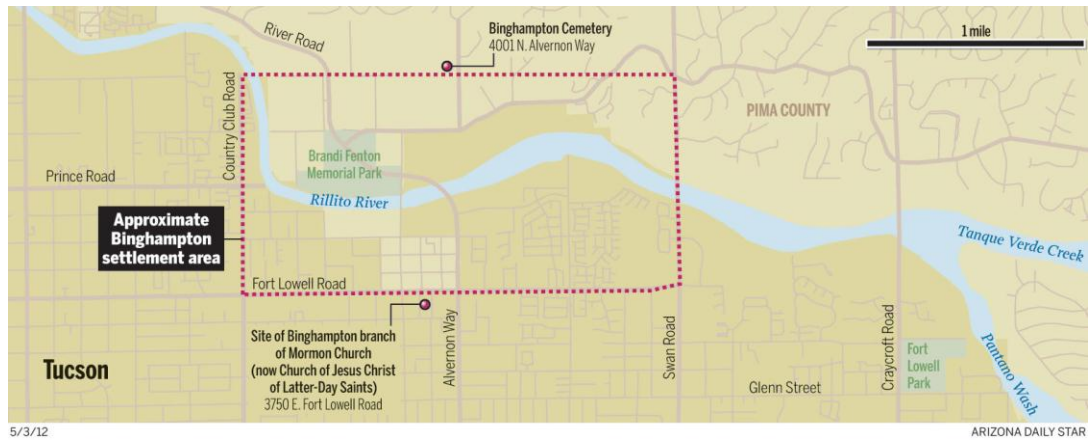 River Road
Binghampton Cemetery
4001 N. Alvernon Way
1 mile
Country Club Road
PIMA COUNTY
Brandi Fenton
Memorial Park
Prince Road
Rillito River
Approximate
Binghampton
settlement area
Tanque Verde Creek
Fort Lowell Road
Site of Binghampton branch
of Mormon Church
(now Church of Jesus Christ
of Latter-Day Saints)
3750 E. Fort Lowell Road
Alvernon Way
Swan Road
Craycroft Road
Pantano Wash
Tucson
Glenn Street
Fort
Lowell
Park
5/3/12
ARIZONA DAILY STAR